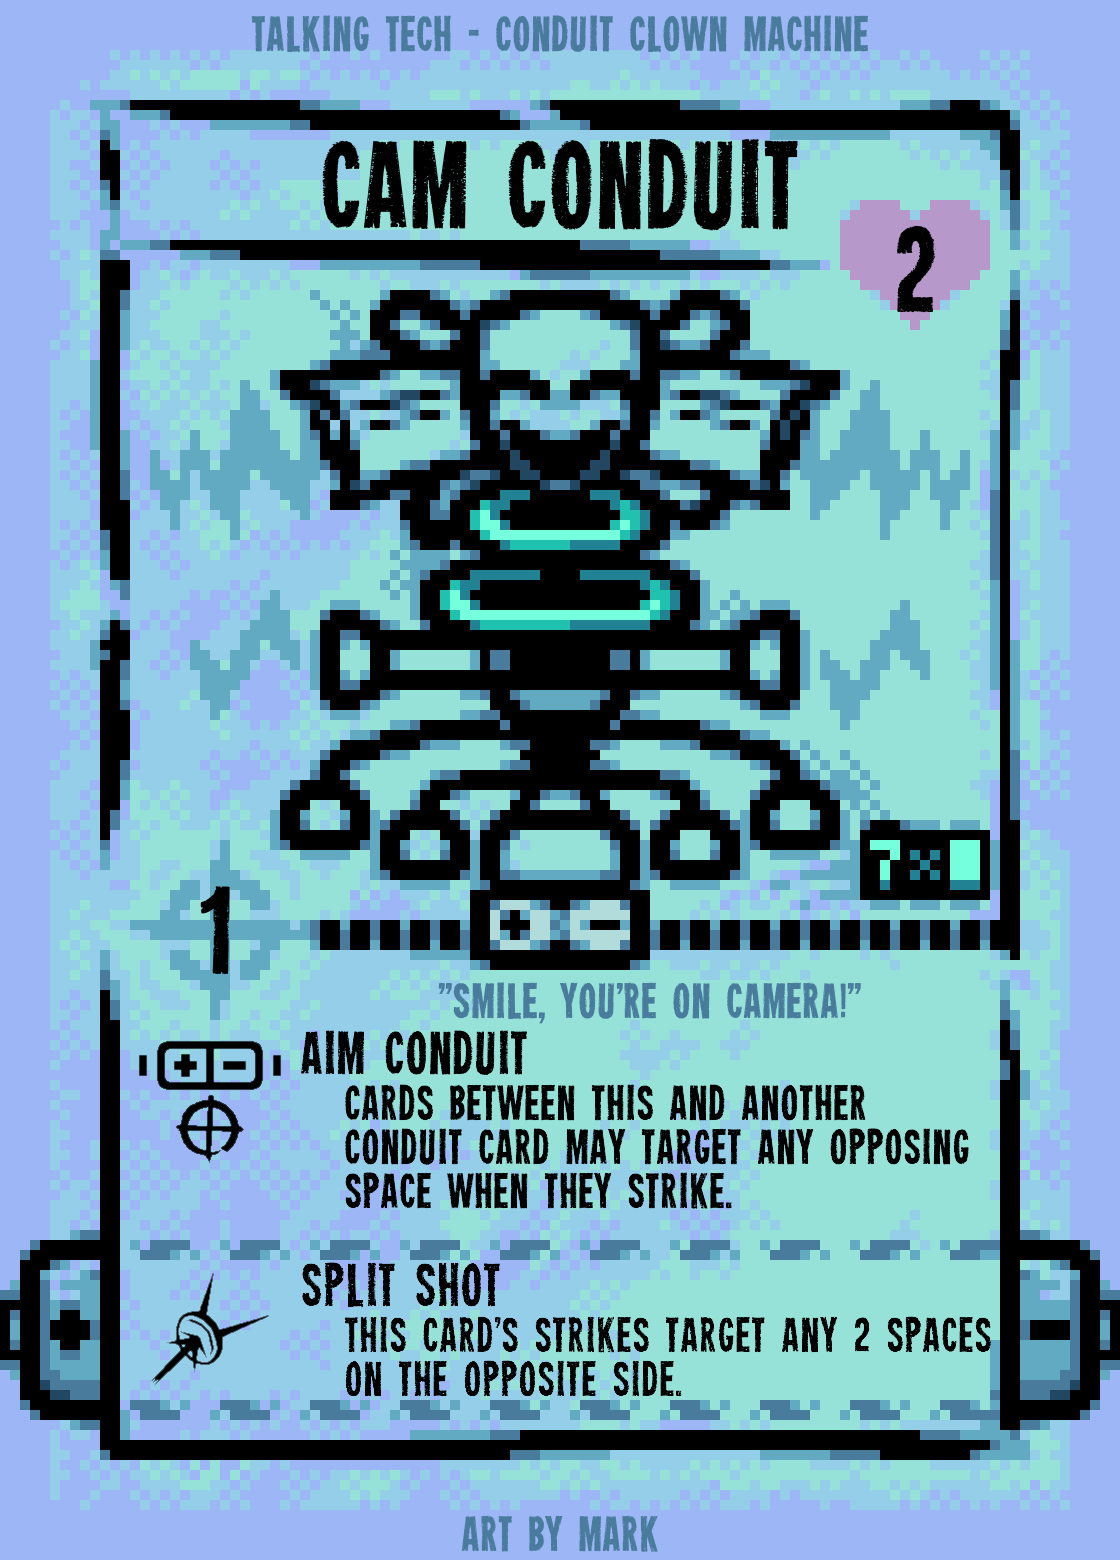 TALKING TECH - CONDUIT CLOWN MACHINE
CAM CONDUIT
2
7
1
"SMILE, YOU'RE ON CAMERA!"
AIM CONDUIT
CARDS BETWEEN THIS AND ANOTHER
CONDUIT CARD MAY TARGET ANY OPPOSING
SPACE WHEN THEY STRIKE.
SPLIT SHOT
THIS CARD'S STRIKES TARGET ANY 2 SPACES
ON THE OPPOSITE SIDE.
ART BY MARK